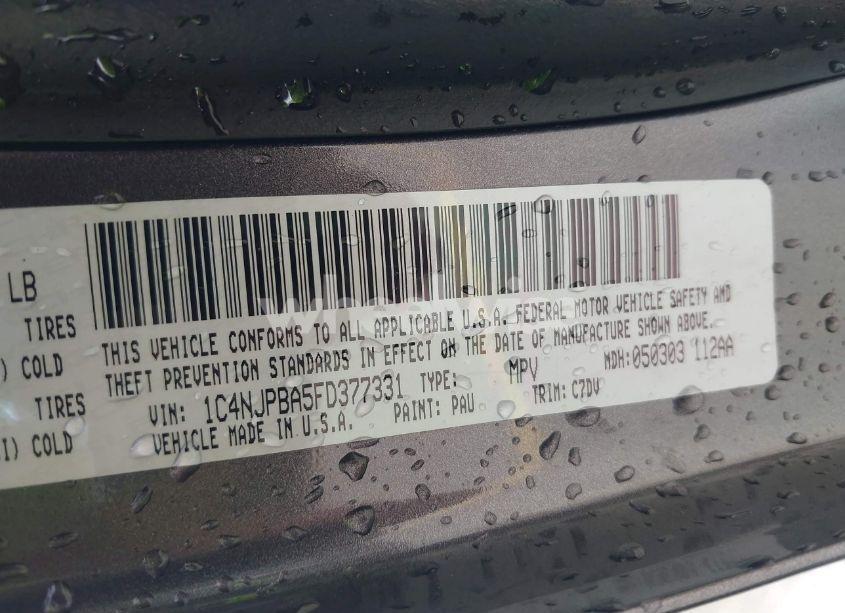 LB
TIRES
) COLD
TIRES
I) COLD
THIS VEHICLE CONFORMS TO ALL APPLICABLE U.S.A. FEDERAL MOTOR VEHICLE SAFETY AND
THEFT PREVENTION STANDARDS IN EFFECT ON THE DATE OF MANUFACTURE SHOWN ABOVE.
VIN: 1C4NJPBA5FD377331 TYPE: MPV MDH:050303 112AA
VEHICLE MADE IN U.S.A. PAINT: PAU TRIM: C7DV